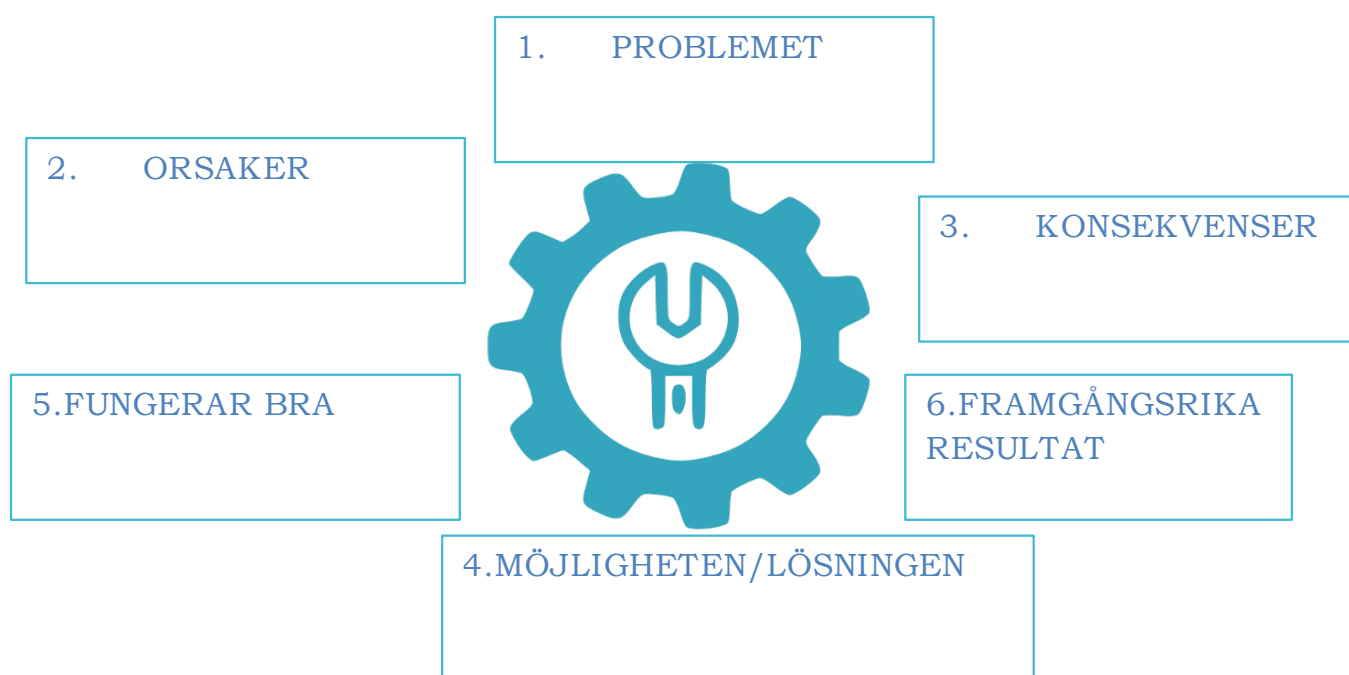 1. PROBLEMET
2. ORSAKER
3. KONSEKVENSER
5.FUNGERAR BRA
6.FRAMGÅNGSRIKA
RESULTAT
4.MÖJLIGHETEN/LÖSNINGEN